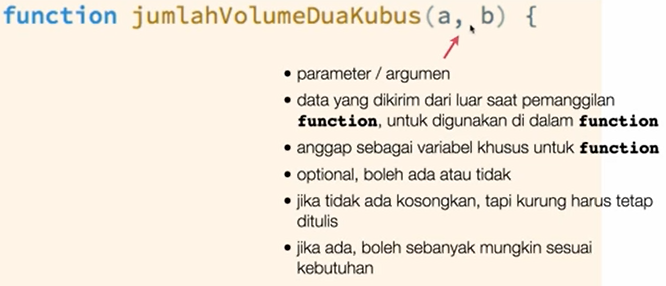 function jumlahVolumeDuaKubus(a, b) {
• parameter / argumen
• data yang dikirim dari luar saat pemanggilan
function, untuk digunakan di dalam function
• anggap sebagai variabel khusus untuk function
• optional, boleh ada atau tidak
• jika tidak ada kosongkan, tapi kurung harus tetap
ditulis
• jika ada, boleh sebanyak mungkin sesuai
kebutuhan